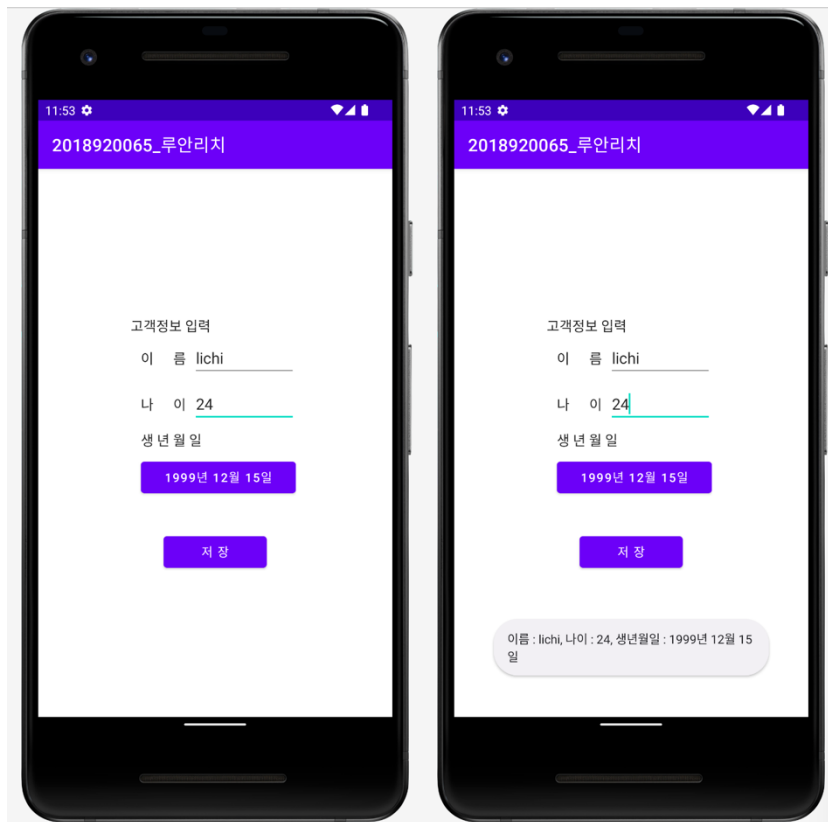 11:53
2018920065_루안리치
고객정보 입력
이 름 lichi
나 이 24
생 년 월 일
1999년 12월 15일
저 장
11:53
2018920065_루안리치
고객정보 입력
이 름 lichi
나 이 24
생 년 월 일
1999년 12월 15일
저 장
이름 : lichi, 나이 : 24, 생년월일 : 1999년 12월 15
일